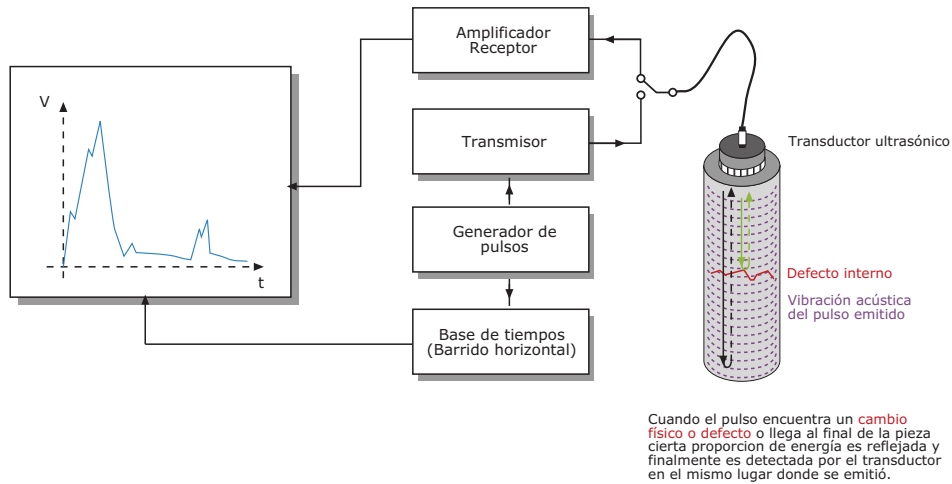 Amplificador
Receptor
V
t
Transmisor
Generador de
pulsos
Base de tiempos
(Barrido horizontal)
Transductor ultrasónico
Defecto interno
Vibración acústica
del pulso emitido
Cuando el pulso encuentra un cambio
físico o defecto o llega al final de la pieza
cierta proporcion de energía es reflejada y
finalmente es detectada por el transductor
en el mismo lugar donde se emitió.